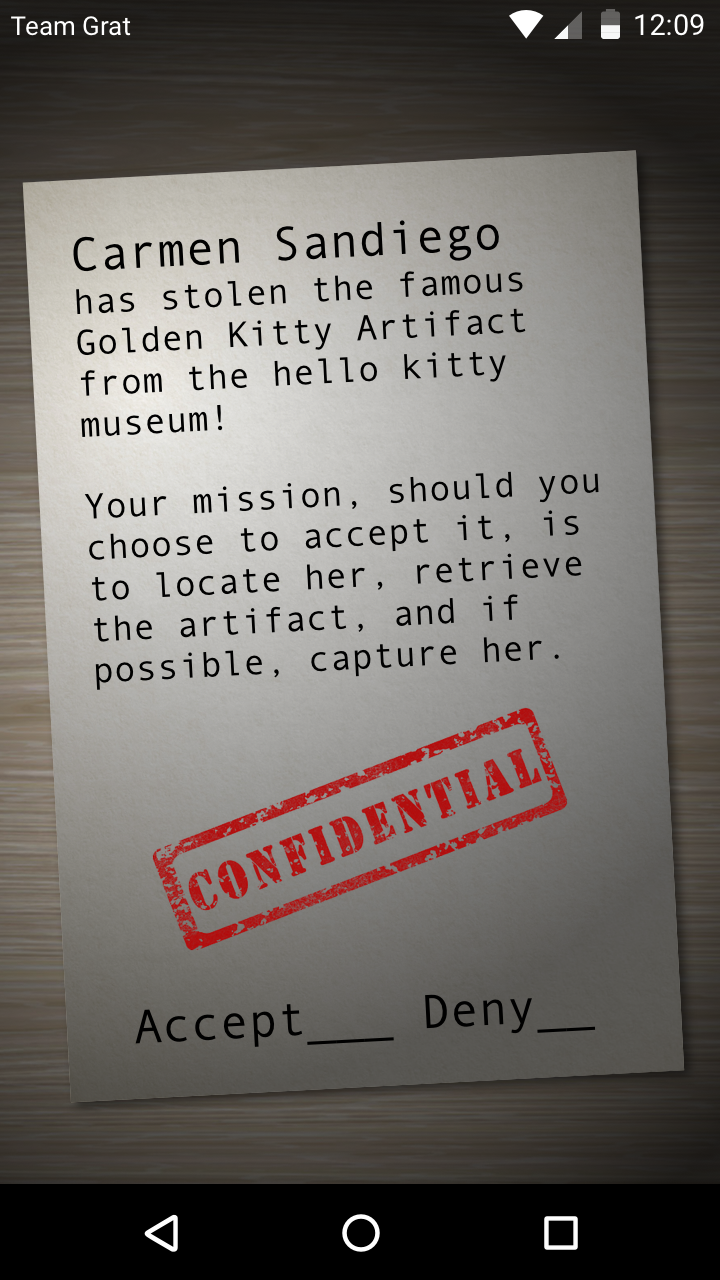 Team Grat 12:09
Carmen Sandiego
has stolen the famous
Golden Kitty Artifact
from the hello kitty
museum!
Your mission, should you
choose to accept it, is
to locate her, retrieve
the artifact, and if
possible, capture her.
CONFIDENTIAL
Accept___ Deny__